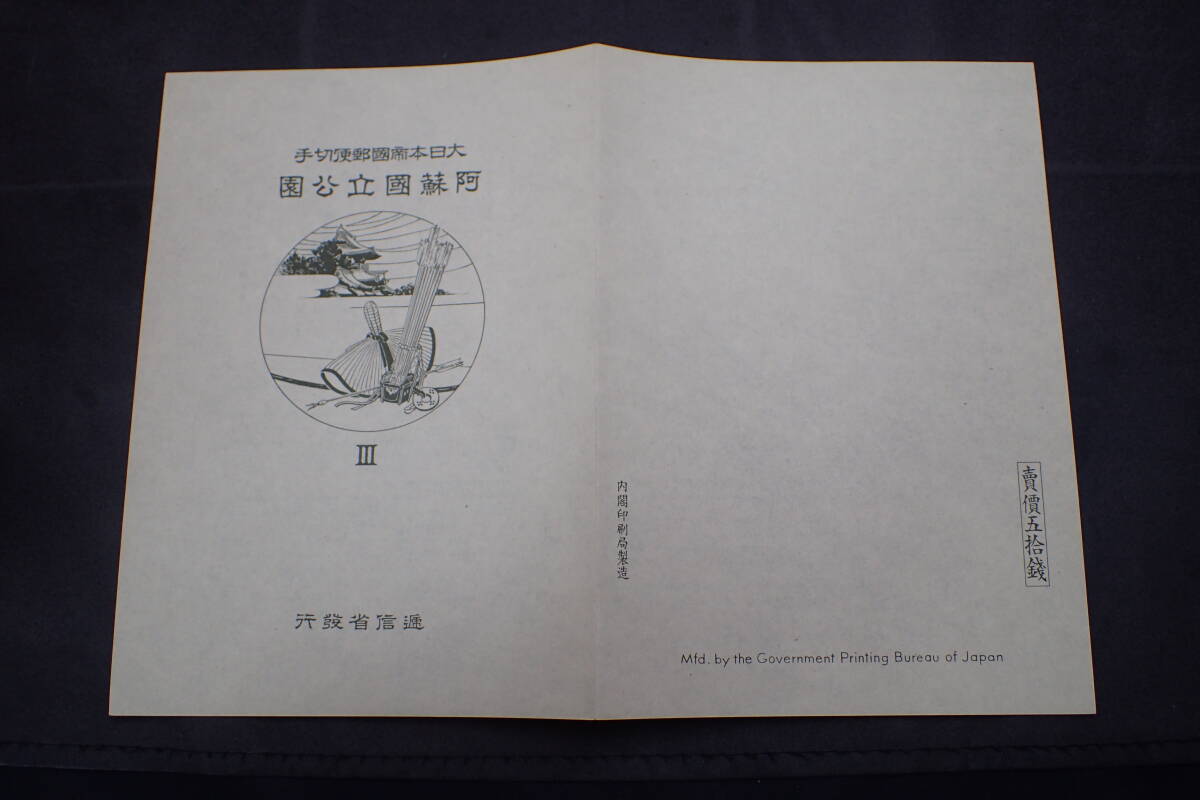 大日本帝國郵便切手
阿蘇國立公園
III
遞信省發行
内閣印刷局製造
賣價五拾錢
Mfd. by the Government Printing Bureau of Japan